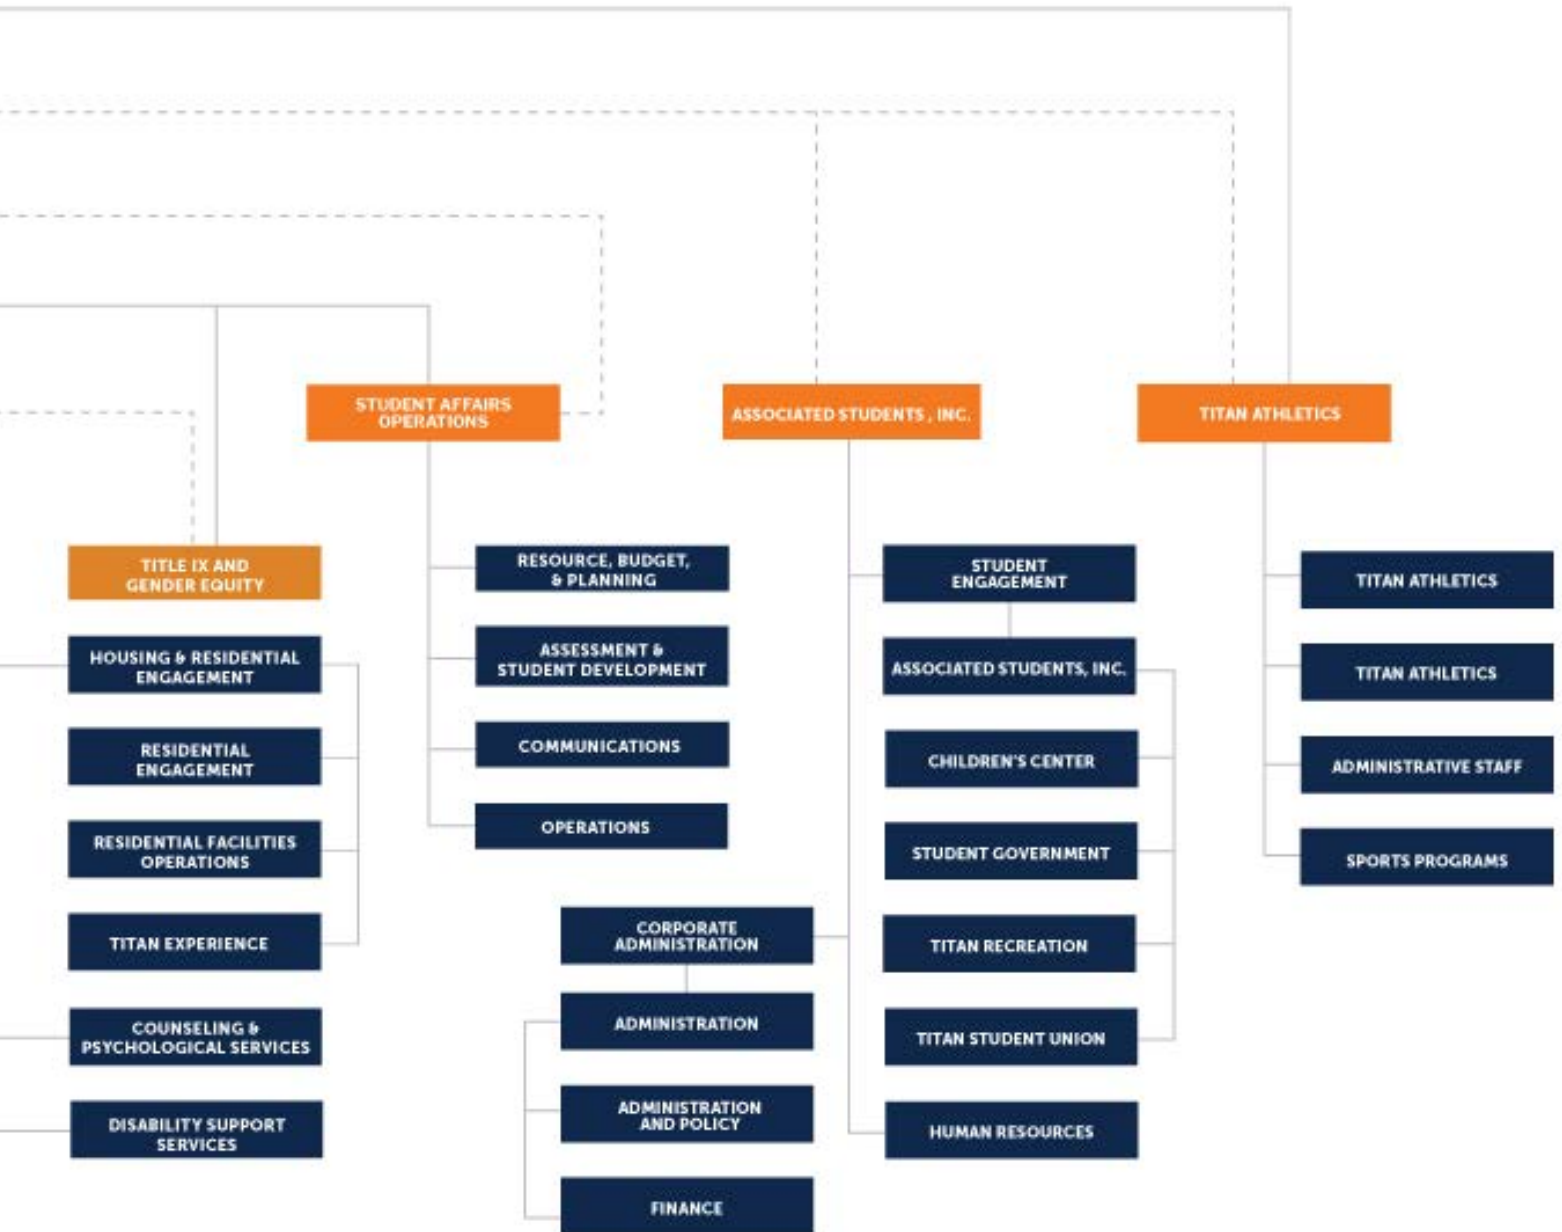 STUDENT AFFAIRS
OPERATIONS
ASSOCIATED STUDENTS , INC.
TITAN ATHLETICS
TITLE IX AND
GENDER EQUITY
HOUSING & RESIDENTIAL
ENGAGEMENT
RESIDENTIAL
ENGAGEMENT
RESIDENTIAL FACILITIES
OPERATIONS
TITAN EXPERIENCE
COUNSELING &
PSYCHOLOGICAL SERVICES
DISABILITY SUPPORT
SERVICES
RESOURCE, BUDGET,
& PLANNING
ASSESSMENT &
STUDENT DEVELOPMENT
COMMUNICATIONS
OPERATIONS
CORPORATE
ADMINISTRATION
ADMINISTRATION
ADMINISTRATION
AND POLICY
FINANCE
STUDENT
ENGAGEMENT
ASSOCIATED STUDENTS, INC.
CHILDREN'S CENTER
STUDENT GOVERNMENT
TITAN RECREATION
TITAN STUDENT UNION
HUMAN RESOURCES
TITAN ATHLETICS
TITAN ATHLETICS
ADMINISTRATIVE STAFF
SPORTS PROGRAMS